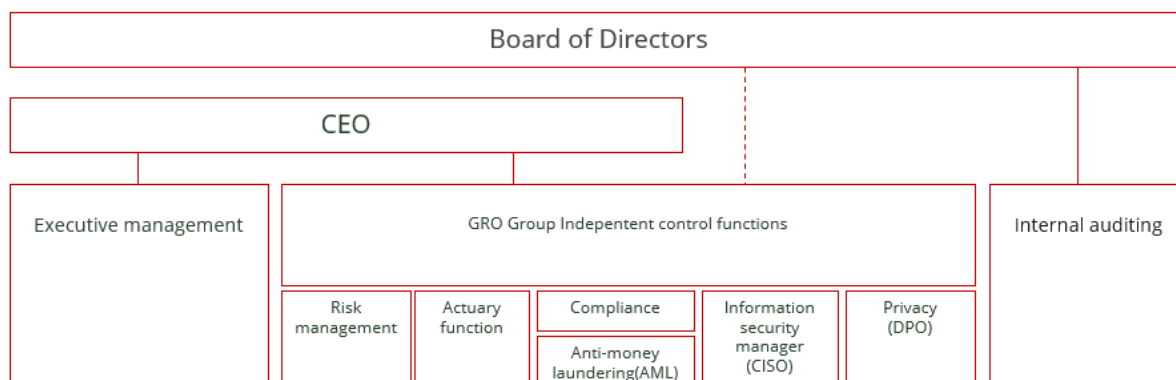 Board of Directors
CEO
Executive management
GRO Group Indepentent control functions
Internal auditing
Risk
management
Actuary
function
Compliance
Anti-money
laundering(AML)
Information
security
manager
(CISO)
Privacy
(DPO)